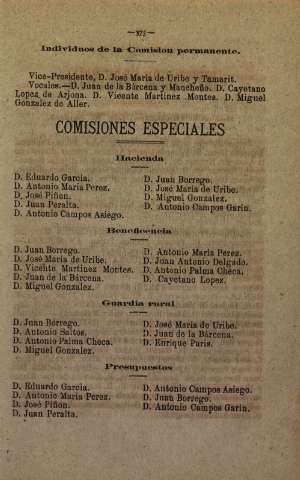 —373—
Individuos de la Comision permanente.
Vice-Presidente, D. José María de Uribe y Tamarit.
Vocales.—D. Juan de la Bárcena y Mancheño. D. Cayetano
Lopez de Arjona. D. Vicente Martinez Montes. D. Miguel
Gonzalez de Aller.
COMISIONES ESPECIALES
Hacienda
D. Eduardo García.
D. Antonio María Perez.
D. José Piñon.
D. Juan Peralta.
D. Antonio Campos Asiego.
D. Juan Borrego.
D. José María de Uribe.
D. Miguel Gonzalez.
D. Antonio Campos Garin.
Beneficencia
D. Juan Borrego.
D. José María de Uribe.
D. Vicente Martinez Montes.
D. Juan de la Bárcena.
D. Miguel Gonzalez.
D. Antonio María Perez.
D. Juan Antonio Delgado.
D. Antonio Palma Checa.
D. Cayetano Lopez.
Guardia rural
D. Juan Borrego.
D. Antonio Saltos.
D. Antonio Palma Checa.
D. Miguel Gonzalez.
D. José María de Uribe.
D. Juan de la Bárcena.
D. Enrique Paris.
Presupuestos
D. Eduardo García.
D. Antonio María Perez.
D. José Piñon.
D. Juan Peralta.
D. Antonio Campos Asiego.
D. Juan Borrego.
D. Antonio Campos Garin.